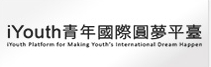 iYouth青年國際圓夢平臺
iYouth Platform for Making Youth's International Dream Happen